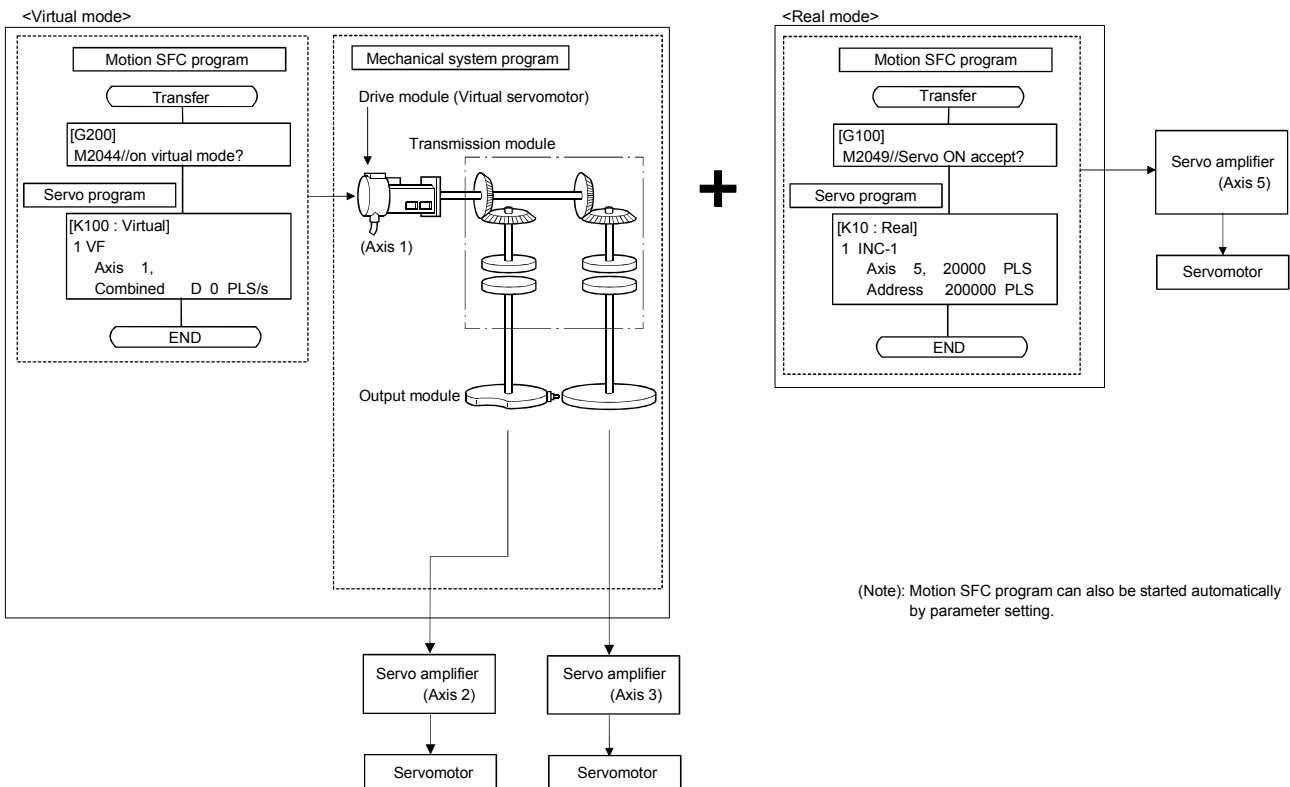 <Virtual mode>
Motion SFC program
Transfer
[G200]
M2044//on virtual mode?
Servo program
[K100 : Virtual]
1 VF
Axis 1,
Combined D 0 PLS/s
END
Mechanical system program
Drive module (Virtual servomotor)
Transmission module
(Axis 1)
Output module
Servo amplifier
(Axis 2)
Servomotor
Servo amplifier
(Axis 3)
Servomotor
+
<Real mode>
Motion SFC program
Transfer
[G100]
M2049//Servo ON accept?
Servo program
[K10 : Real]
1 INC-1
Axis 5, 20000 PLS
Address 200000 PLS
END
Servo amplifier
(Axis 5)
Servomotor
(Note): Motion SFC program can also be started automatically
by parameter setting.